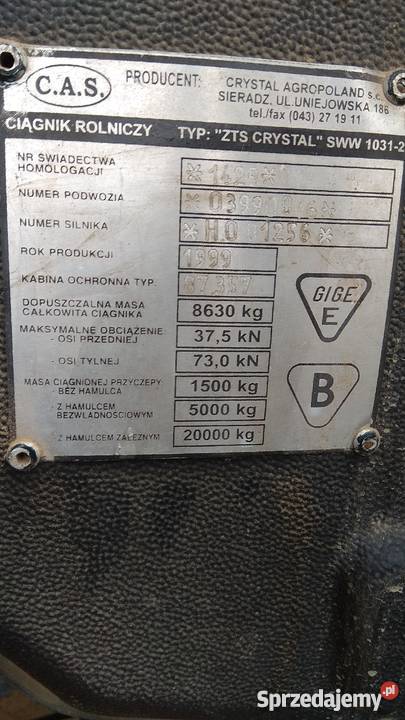 C.A.S.
PRODUCENT: CRYSTAL AGROPOLAND s.c.
SIERADZ, UL.UNIEJOWSKA 186
tel./fax (043) 27 19 11
CIĄGNIK ROLNICZY TYP: "ZTS CRYSTAL" SWW 1031-2
NR ŚWIADECTWA
HOMOLOGACJI
NUMER PODWOZIA
NUMER SILNIKA
ROK PRODUKCJI 1999
KABINA OCHRONNA TYP.
DOPUSZCZALNA MASA
CAŁKOWITA CIĄGNIKA 8630 kg
MAKSYMALNE OBCIĄŻENIE:
- OSI PRZEDNIEJ 37,5 kN
- OSI TYLNEJ 73,0 kN
MASA CIĄGNIONEJ PRZYCZEPY
- BEZ HAMULCA 1500 kg
- Z HAMULCEM
BEZWŁADNOŚCIOWYM 5000 kg
- Z HAMULCEM ZALEŻNYM 20000 kg
GIGE
E
B
Sprzedajemy.pl